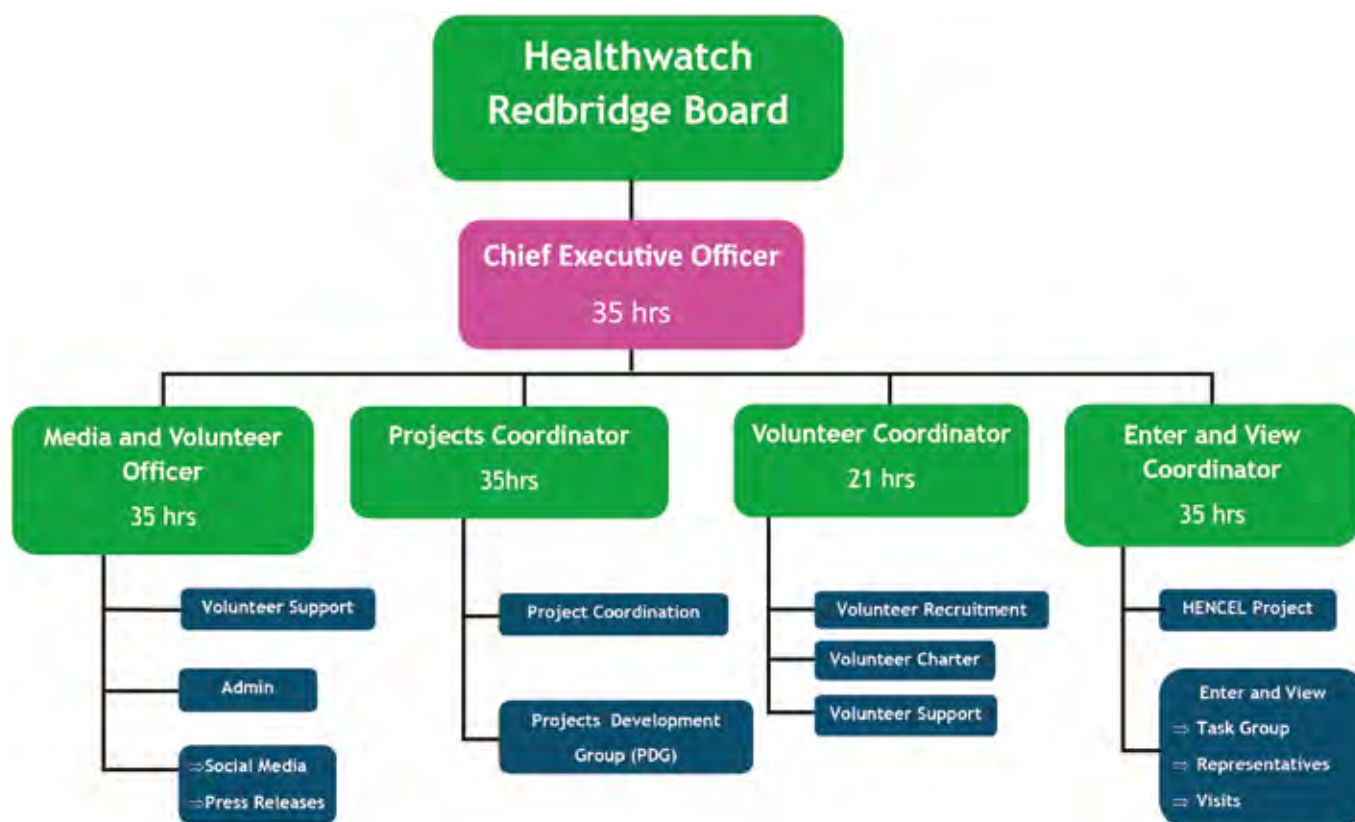 Healthwatch
Redbridge Board
Chief Executive Officer
35 hrs
Media and Volunteer
Officer
35 hrs
Projects Coordinator
35hrs
Volunteer Coordinator
21 hrs
Enter and View
Coordinator
35 hrs
Volunteer Support
Admin
⇒Social Media
⇒Press Releases
Project Coordination
Projects Development
Group (PDG)
Volunteer Recruitment
Volunteer Charter
Volunteer Support
HENCEL Project
Enter and View
⇒ Task Group
⇒ Representatives
⇒ Visits